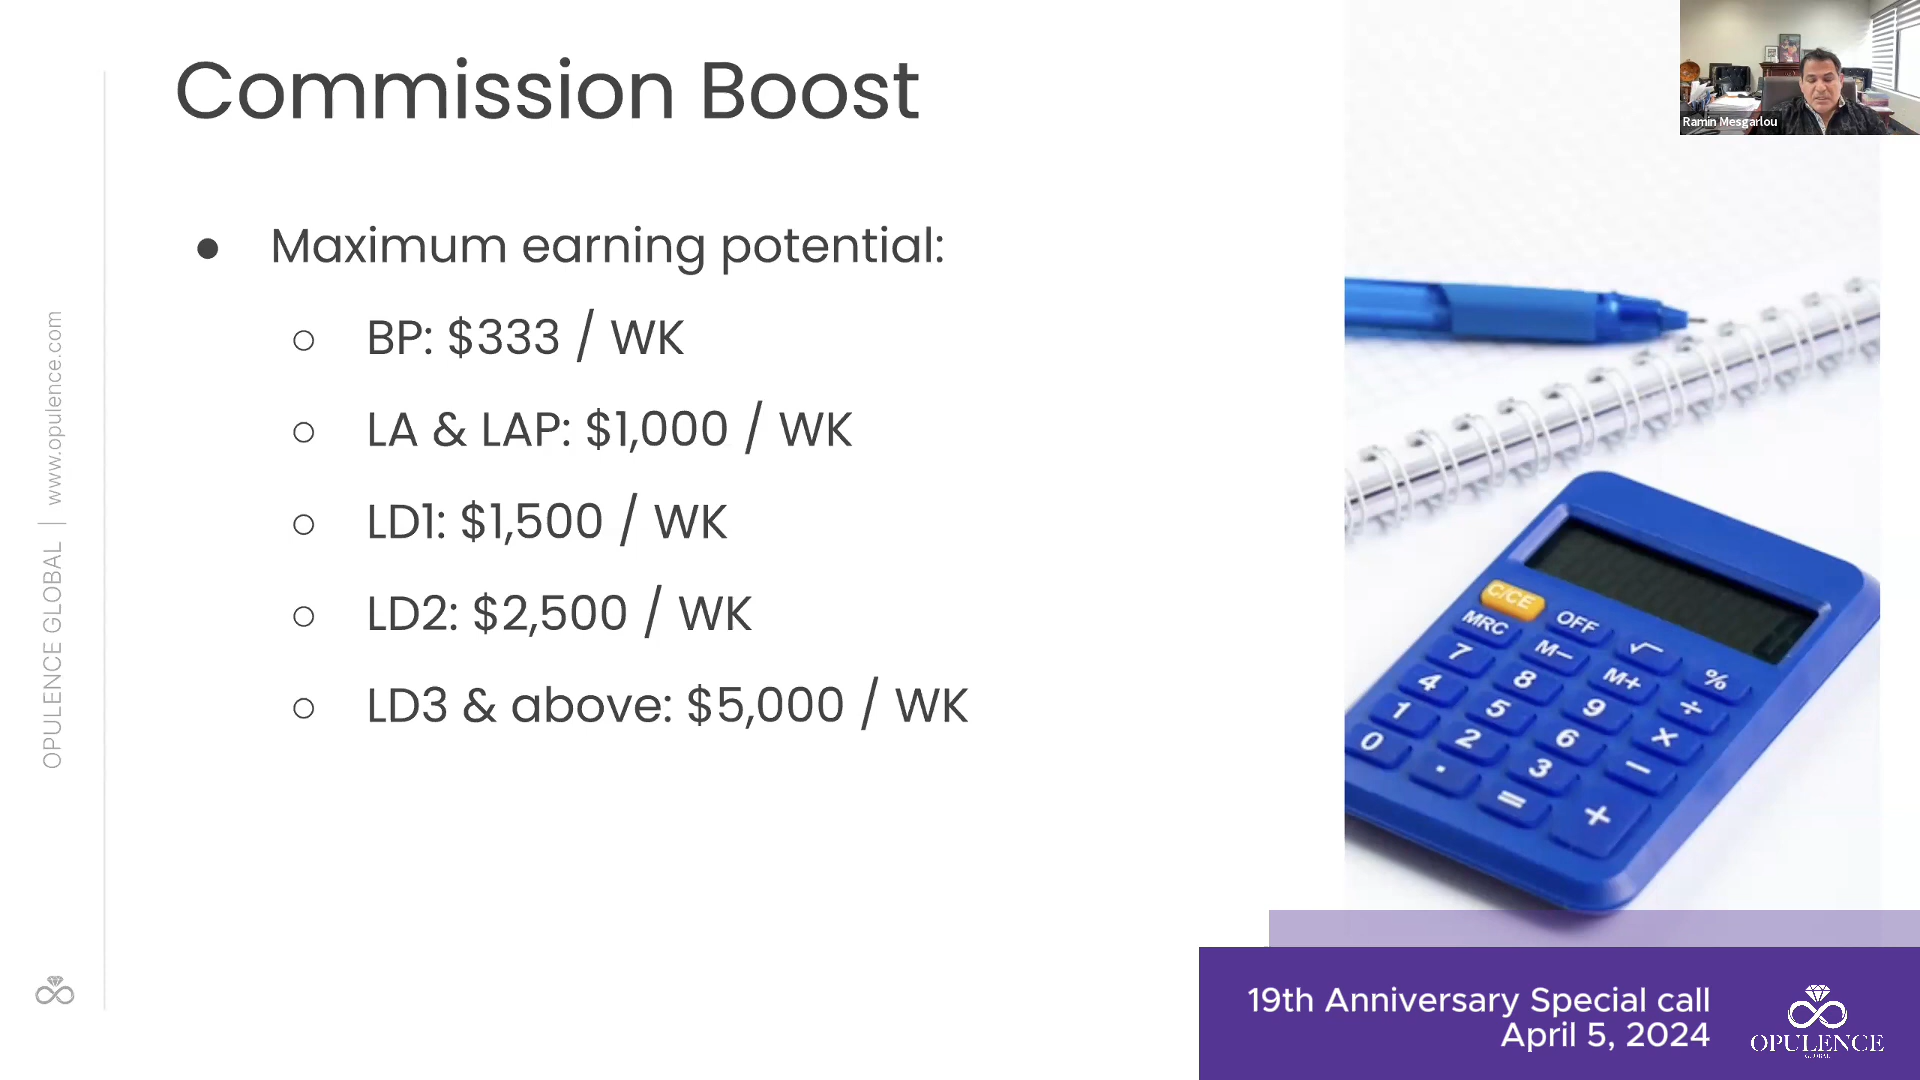 Commission Boost
Ramin Mesgarlou
● Maximum earning potential:
○ BP: $333 / WK
○ LA & LAP: $1,000 / WK
○ LD1: $1,500 / WK
○ LD2: $2,500 / WK
○ LD3 & above: $5,000 / WK
OPULENCE GLOBAL | www.opulence.com
C/CE
MRC OFF √
7 M− %
4 8 M+ ÷
1 5 9 ×
0 2 6 −
. 3 +
=
19th Anniversary Special call
April 5, 2024
OPULENCE
GLOBAL